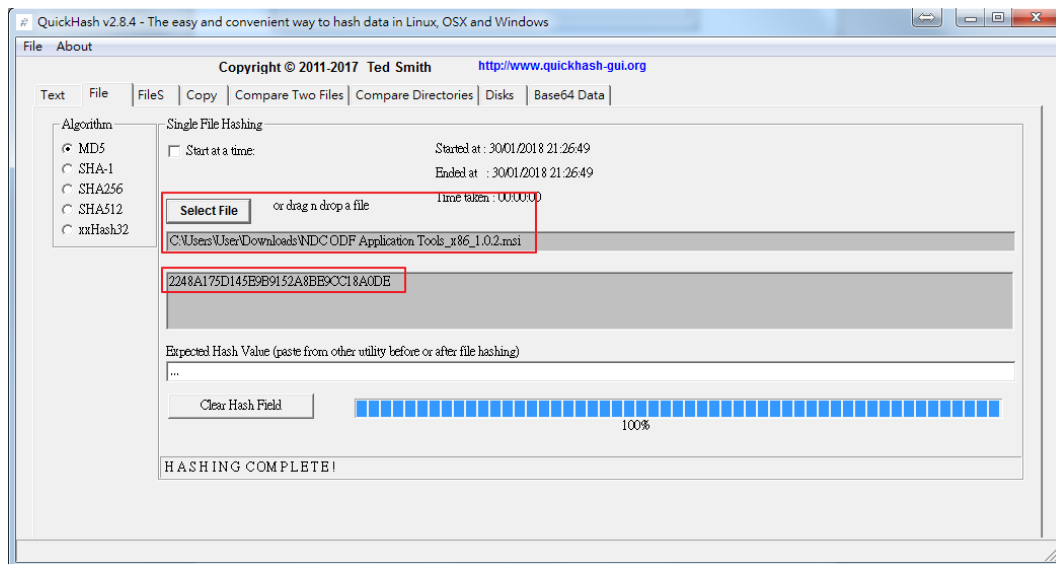 QuickHash v2.8.4 - The easy and convenient way to hash data in Linux, OSX and Windows
File About
Copyright © 2011-2017 Ted Smith http://www.quickhash-gui.org
Text File FileS Copy Compare Two Files Compare Directories Disks Base64 Data
Algorithm
MD5
SHA-1
SHA256
SHA512
xxHash32
Single File Hashing
Start at a time:
Started at : 30/01/2018 21:26:49
Ended at : 30/01/2018 21:26:49
Time taken : 00:00:00
Select File or drag n drop a file
C:\Users\User\Downloads\NDC ODF Application Tools_x86_1.0.2.msi
2248A175D145E9B9152A8BE9CC18A0DE
Expected Hash Value (paste from other utility before or after file hashing)
...
Clear Hash Field
100%
HASHING COMPLETE!